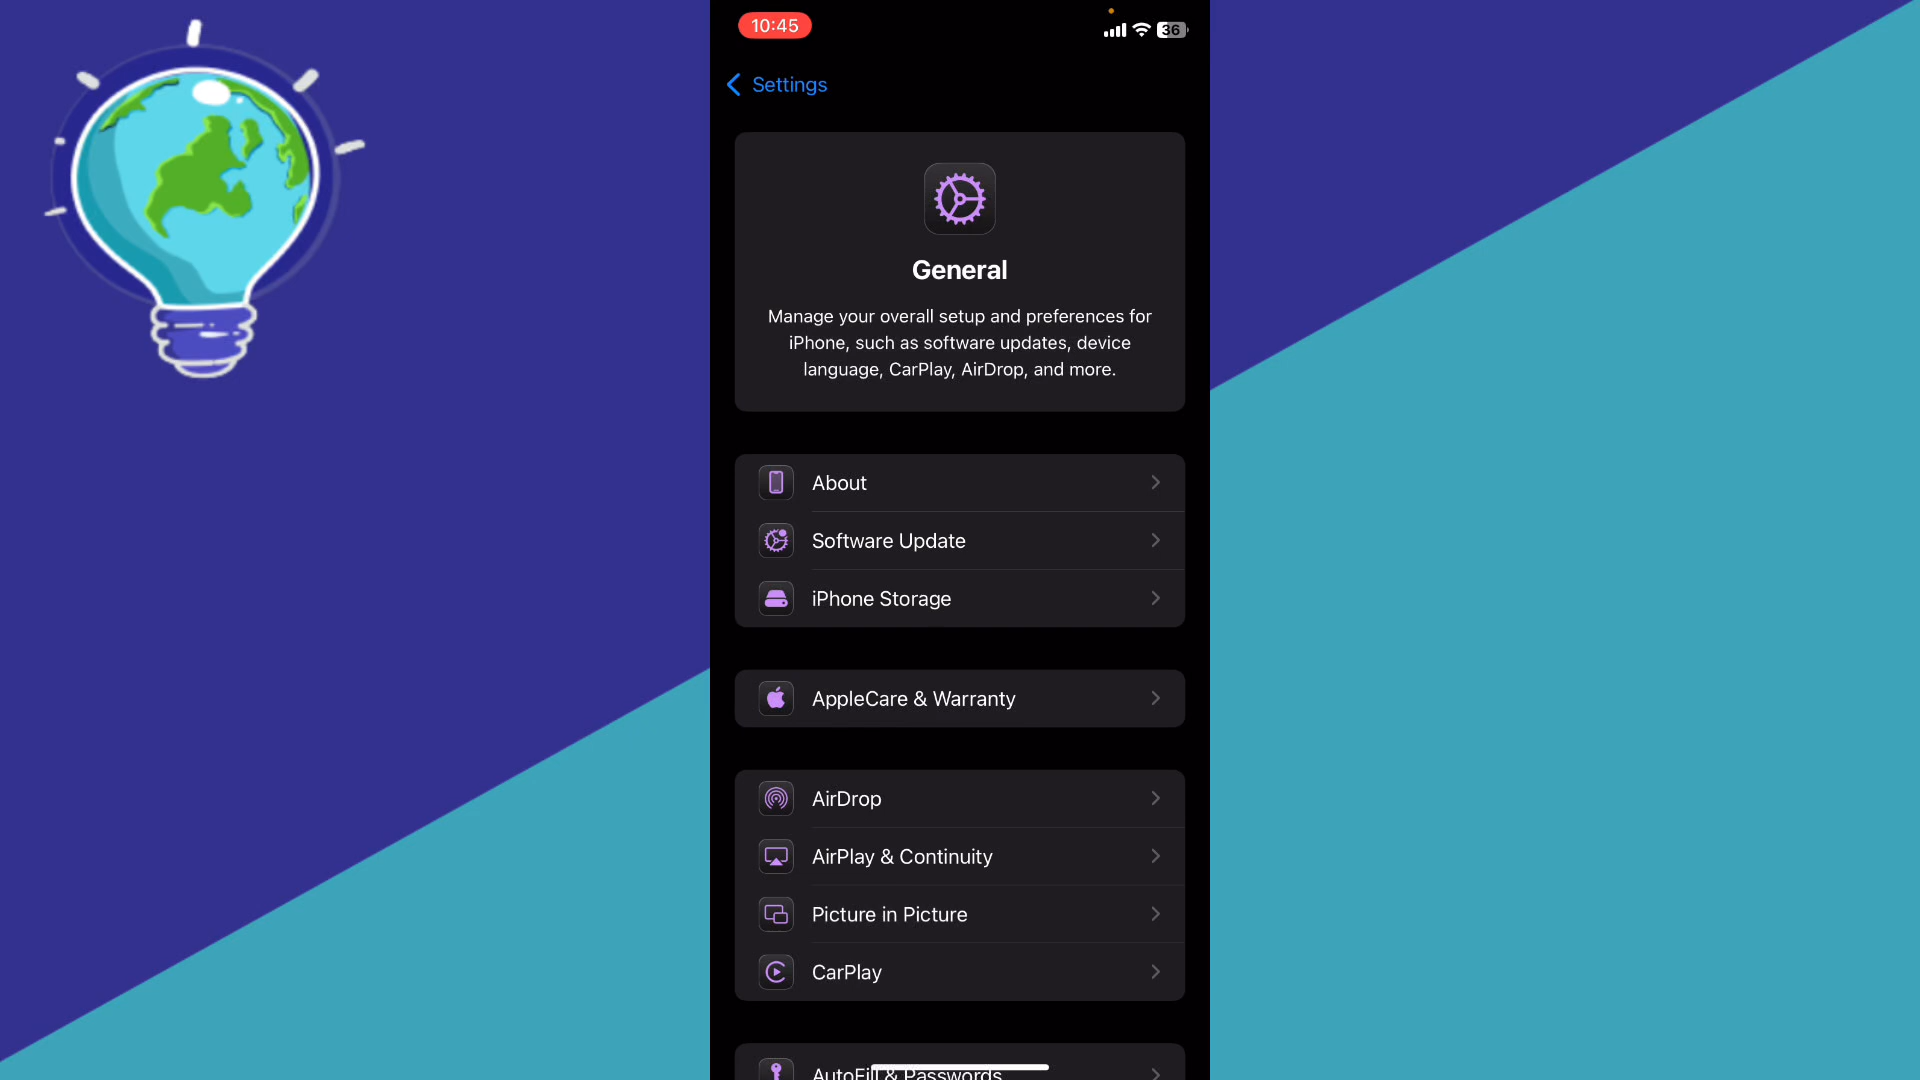 10:45
36
Settings
General
Manage your overall setup and preferences for
iPhone, such as software updates, device
language, CarPlay, AirDrop, and more.
About
Software Update
iPhone Storage
AppleCare & Warranty
AirDrop
AirPlay & Continuity
Picture in Picture
CarPlay
AutoFill & Passwords